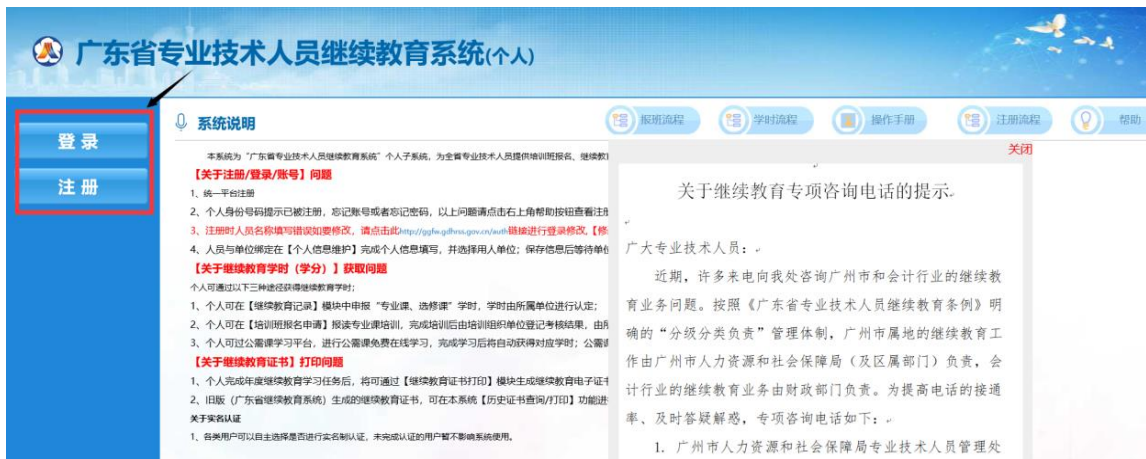 广东省专业技术人员继续教育系统(个人)
登 录
注 册
系统说明
报班流程
学时流程
操作手册
注册流程
帮助
本系统为“广东省专业技术人员继续教育系统”个人子系统，为全省专业技术人员提供培训班报名、继续教
【关于注册/登录/账号】问题
1、统一平台注册
2、个人身份号码提示已被注册，忘记账号或者忘记密码，以上问题请点击右上角帮助按钮查看注
3、注册时人员名称填写错误如要修改，请点击此http://ggfw.gdhrss.gov.cn/auth链接进行登录修改,【修
4、人员与单位绑定在【个人信息维护】完成个人信息填写，并选择用人单位；保存信息后等待单
【关于继续教育学时（学分）】获取问题
个人可通过以下三种途径获得继续教育学时；
1、个人可在【继续教育记录】模块中申报“专业课、选修课”学时，学时由所属单位进行认定；
2、个人可在【培训班报名申请】报读专业课培训，完成培训后由培训组织单位登记考核结果，由
3、个人可过公需课学习平台，进行公需课免费在线学习，完成学习后将自动获得对应学时；公需
【关于继续教育证书】打印问题
1、个人完成年度继续教育学习任务后，将可通过【继续教育证书打印】模块生成继续教育电子证
2、旧版（广东省继续教育系统）生成的继续教育证书，可在本系统【历史证书查询/打印】功能进
关于实名认证
1、各类用户可以自主选择是否进行实名制认证，未完成认证的用户暂不影响系统使用。
关闭
关于继续教育专项咨询电话的提示
广大专业技术人员：
近期，许多来电向我处咨询广州市和会计行业的继续教
育业务问题。按照《广东省专业技术人员继续教育条例》明
确的“分级分类负责”管理体制，广州市属地的继续教育工
作由广州市人力资源和社会保障局（及区属部门）负责，会
计行业的继续教育业务由财政部门负责。为提高电话的接通
率、及时答疑解惑，专项咨询电话如下：
1. 广州市人力资源和社会保障局专业技术人员管理处